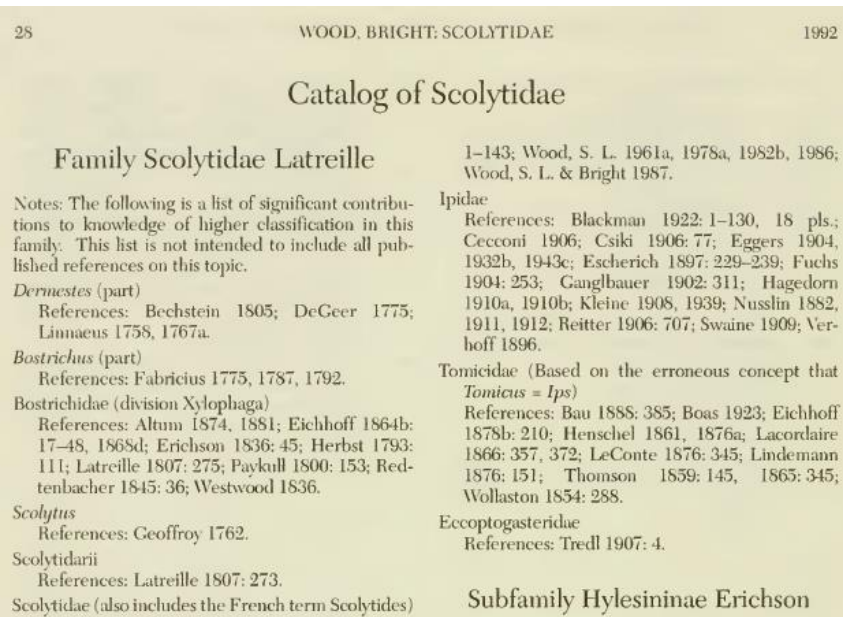 28 WOOD, BRIGHT: SCOLYTIDAE 1992
Catalog of Scolytidae
Family Scolytidae Latreille
Notes: The following is a list of significant contribu-
tions to knowledge of higher classification in this
family. This list is not intended to include all pub-
lished references on this topic.
Dermestes (part)
References: Bechstein 1805; DeGeer 1775;
Linnaeus 1758, 1767a.
Bostrichus (part)
References: Fabricius 1775, 1787, 1792.
Bostrichidae (division Xylophaga)
References: Altum 1874, 1881; Eichhoff 1864b:
17–48, 1868d; Erichson 1836: 45; Herbst 1793:
111; Latreille 1807: 275; Paykull 1800: 153; Red-
tenbacher 1845: 36; Westwood 1836.
Scolytus
References: Geoffroy 1762.
Scolytidarii
References: Latreille 1807: 273.
Scolytidae (also includes the French term Scolytides)
1–143; Wood, S. L. 1961a, 1978a, 1982b, 1986;
Wood, S. L. & Bright 1987.
Ipidae
References: Blackman 1922: 1–130, 18 pls.;
Cecconi 1906; Csiki 1906: 77; Eggers 1904,
1932b, 1943c; Escherich 1897: 229–239; Fuchs
1904: 253; Ganglbauer 1902: 311; Hagedorn
1910a, 1910b; Kleine 1908, 1939; Nusslin 1882,
1911, 1912; Reitter 1906: 707; Swaine 1909; Ver-
hoff 1896.
Tomicidae (Based on the erroneous concept that
Tomicus = Ips)
References: Bau 1888: 385; Boas 1923; Eichhoff
1878b: 210; Henschel 1861, 1876a; Lacordaire
1866: 357, 372; LeConte 1876: 345; Lindemann
1876: 151; Thomson 1859: 145, 1865: 345;
Wollaston 1854: 288.
Eccoptogasteridae
References: Tredl 1907: 4.
Subfamily Hylesininae Erichson